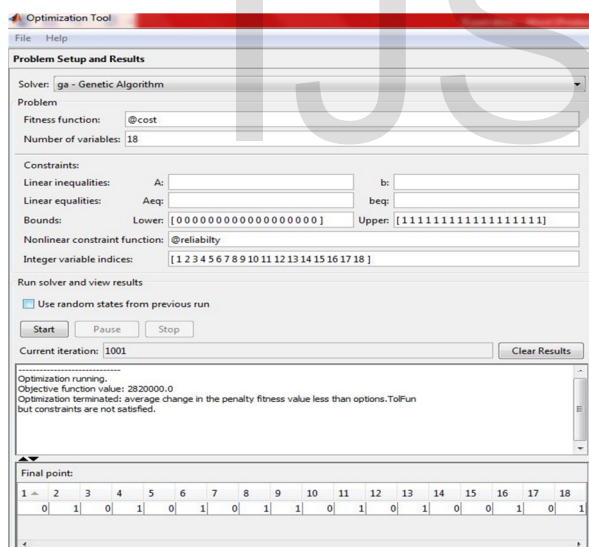 Optimization Tool
File Help
Problem Setup and Results
Solver: ga - Genetic Algorithm
Problem
Fitness function: @cost
Number of variables: 18
Constraints:
Linear inequalities: A: b:
Linear equalities: Aeq: beq:
Bounds: Lower: [0 0 0 0 0 0 0 0 0 0 0 0 0 0 0 0 0 0 ] Upper: [1 1 1 1 1 1 1 1 1 1 1 1 1 1 1 1 1 1]
Nonlinear constraint function: @reliabilty
Integer variable indices: [1 2 3 4 5 6 7 8 9 10 11 12 13 14 15 16 17 18 ]
Run solver and view results
Use random states from previous run
Start Pause Stop
Current iteration: 1001 Clear Results
------------------------------
Optimization running.
Objective function value: 2820000.0
Optimization terminated: average change in the penalty fitness value less than options.TolFun
but constraints are not satisfied.
Final point:
1 2 3 4 5 6 7 8 9 10 11 12 13 14 15 16 17 18
0 1 0 1 0 1 0 1 0 1 0 1 0 1 0 1 0 1